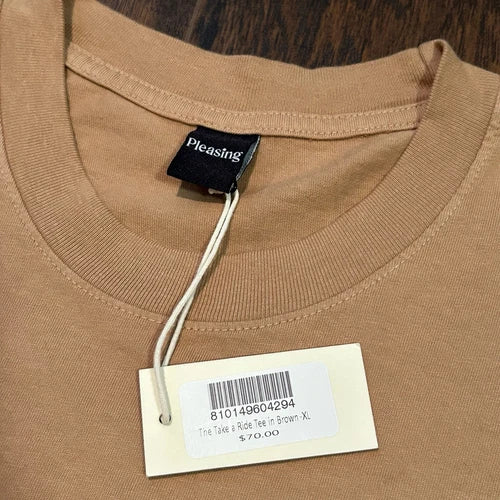 Pleasing
810149604294
The Take a Ride Tee in Brown-XL
$70.00